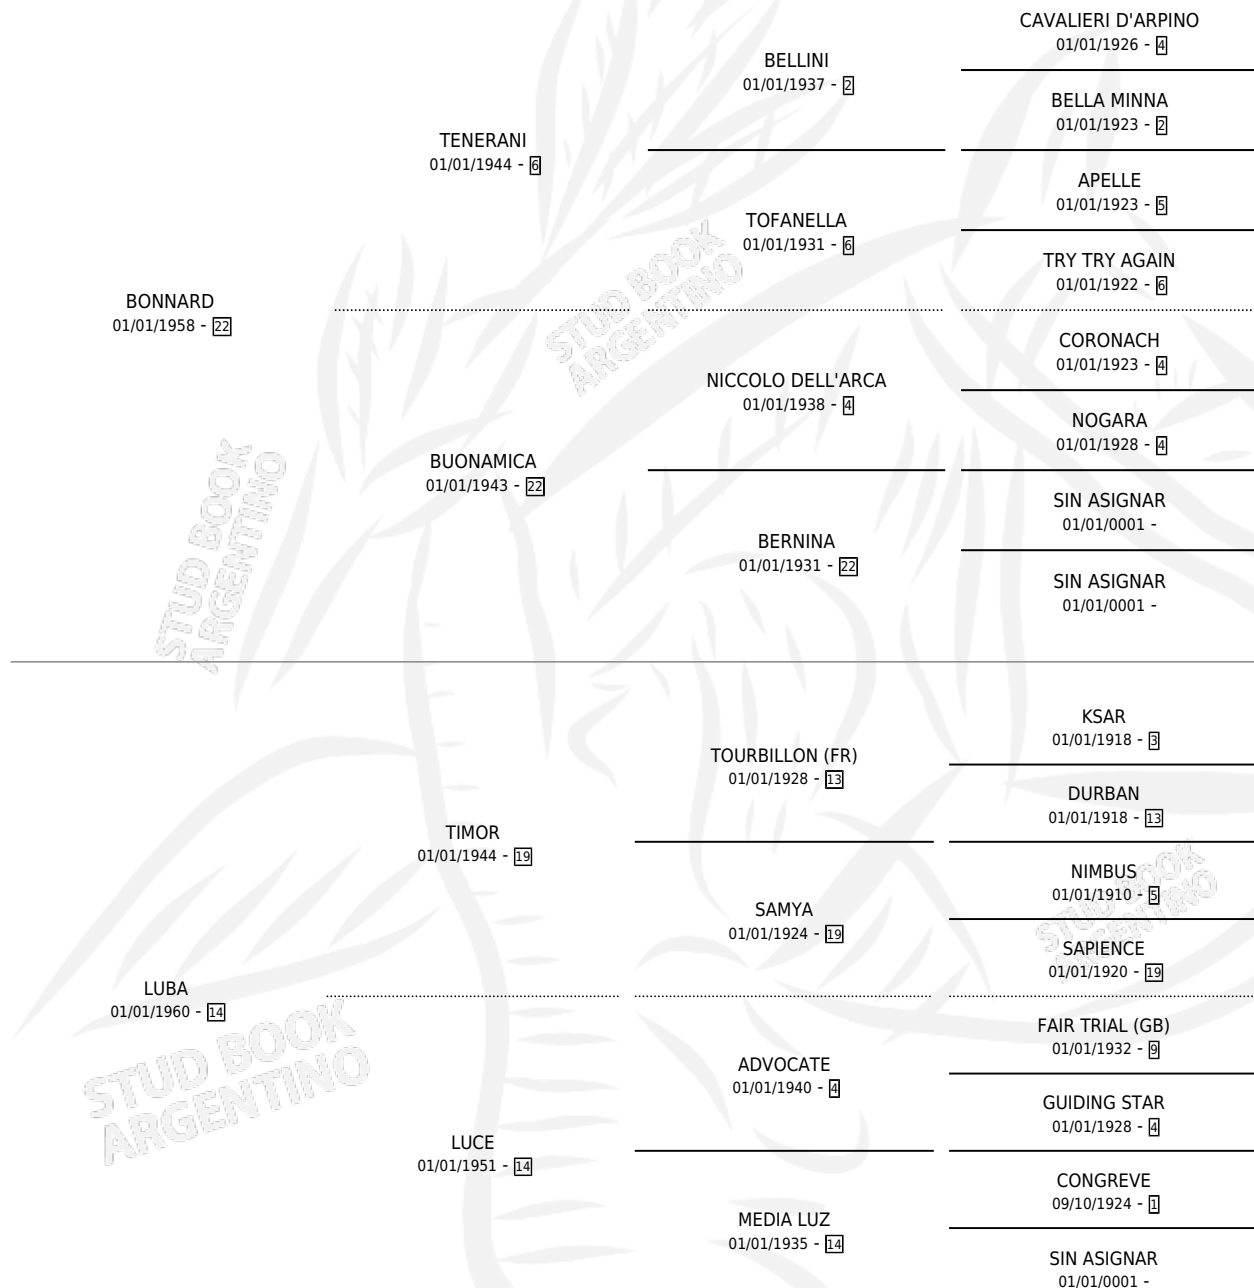 CAVALIERI D'ARPINO
01/01/1926 - 4
BELLINI
01/01/1937 - 2
BELLA MINNA
01/01/1923 - 2
TENERANI
01/01/1944 - 6
APELLE
01/01/1923 - 5
TOFANELLA
01/01/1931 - 6
TRY TRY AGAIN
01/01/1922 - 6
BONNARD
01/01/1958 - 22
STUD BOOK
ARGENTINO
CORONACH
01/01/1923 - 4
NICCOLO DELL'ARCA
01/01/1938 - 4
NOGARA
01/01/1928 - 4
BUONAMICA
01/01/1943 - 22
SIN ASIGNAR
01/01/0001 -
BERNINA
01/01/1931 - 22
SIN ASIGNAR
01/01/0001 -
STUD BOOK
ARGENTINO
KSAR
01/01/1918 - 3
TOURBILLON (FR)
01/01/1928 - 13
DURBAN
01/01/1918 - 13
TIMOR
01/01/1944 - 19
NIMBUS
01/01/1910 - 5
SAMYA
01/01/1924 - 19
SAPIENCE
01/01/1920 - 19
STUD BOOK
ARGENTINO
LUBA
01/01/1960 - 14
STUD BOOK
ARGENTINO
FAIR TRIAL (GB)
01/01/1932 - 9
ADVOCATE
01/01/1940 - 4
GUIDING STAR
01/01/1928 - 4
LUCE
01/01/1951 - 14
CONGREVE
09/10/1924 - 1
MEDIA LUZ
01/01/1935 - 14
SIN ASIGNAR
01/01/0001 -